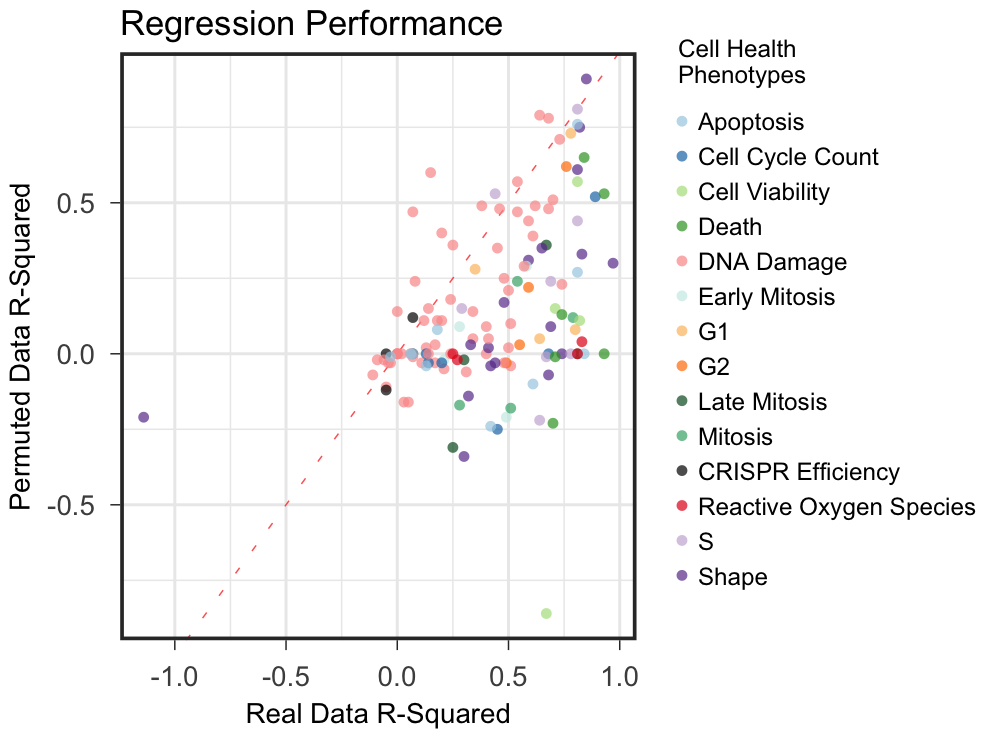 Regression Performance
Cell Health
Phenotypes
Apoptosis
Cell Cycle Count
Cell Viability
Death
DNA Damage
Early Mitosis
G1
G2
Late Mitosis
Mitosis
CRISPR Efficiency
Reactive Oxygen Species
S
Shape
Permuted Data R-Squared
0.5
0.0
-0.5
-1.0 -0.5 0.0 0.5 1.0
Real Data R-Squared